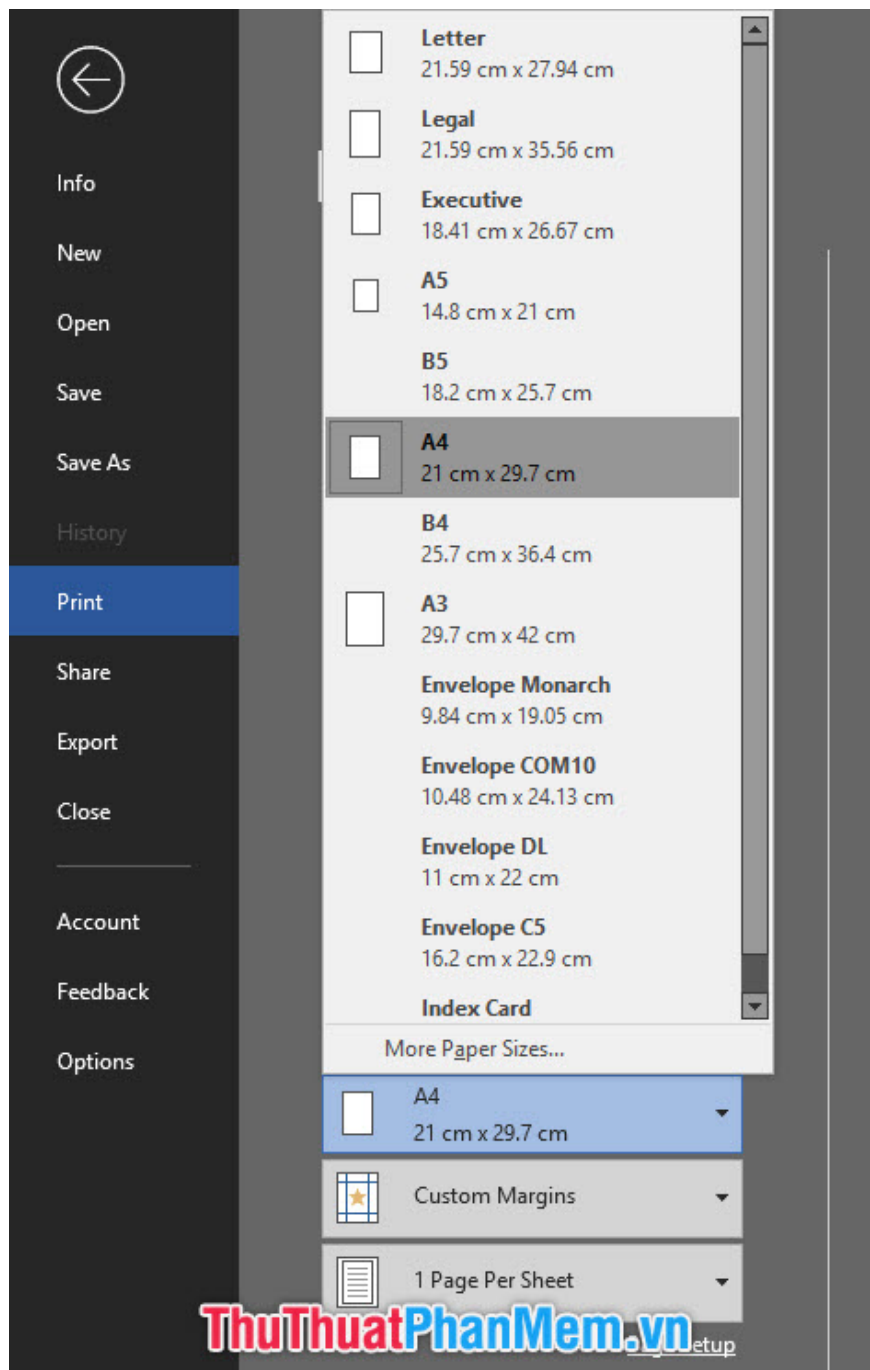 Info
New
Open
Save
Save As
History
Print
Share
Export
Close
Account
Feedback
Options
Letter
21.59 cm x 27.94 cm
Legal
21.59 cm x 35.56 cm
Executive
18.41 cm x 26.67 cm
A5
14.8 cm x 21 cm
B5
18.2 cm x 25.7 cm
A4
21 cm x 29.7 cm
B4
25.7 cm x 36.4 cm
A3
29.7 cm x 42 cm
Envelope Monarch
9.84 cm x 19.05 cm
Envelope COM10
10.48 cm x 24.13 cm
Envelope DL
11 cm x 22 cm
Envelope C5
16.2 cm x 22.9 cm
Index Card
More Paper Sizes...
A4
21 cm x 29.7 cm
Custom Margins
1 Page Per Sheet
ThuThuatPhanMem.vn